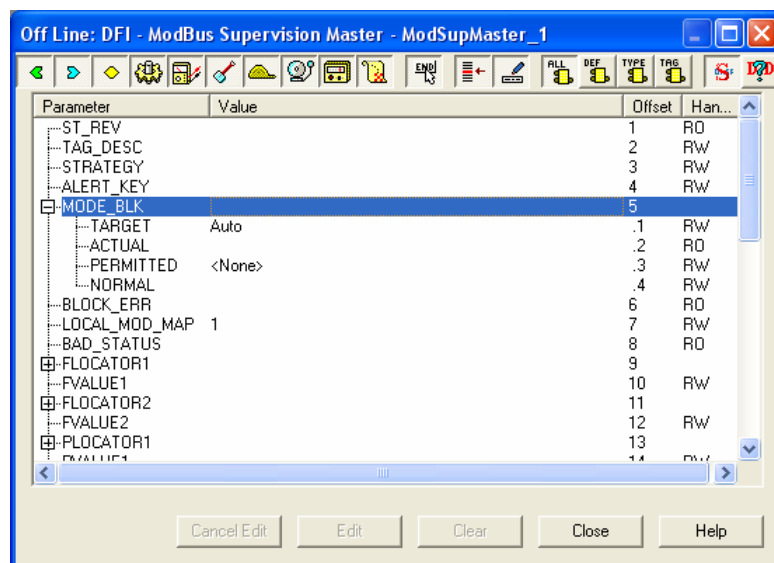 Off Line: DFI - ModBus Supervision Master - ModSupMaster_1
END ALL DEF TYPE TAG
Parameter Value Offset Han...
ST_REV 1 RO
TAG_DESC 2 RW
STRATEGY 3 RW
ALERT_KEY 4 RW
MODE_BLK 5
TARGET Auto .1 RW
ACTUAL .2 RO
PERMITTED <None> .3 RW
NORMAL .4 RW
BLOCK_ERR 6 RO
LOCAL_MOD_MAP 1 7 RW
BAD_STATUS 8 RO
FLOCATOR1 9
FVALUE1 10 RW
FLOCATOR2 11
FVALUE2 12 RW
PLOCATOR1 13
Cancel Edit Edit Clear Close Help